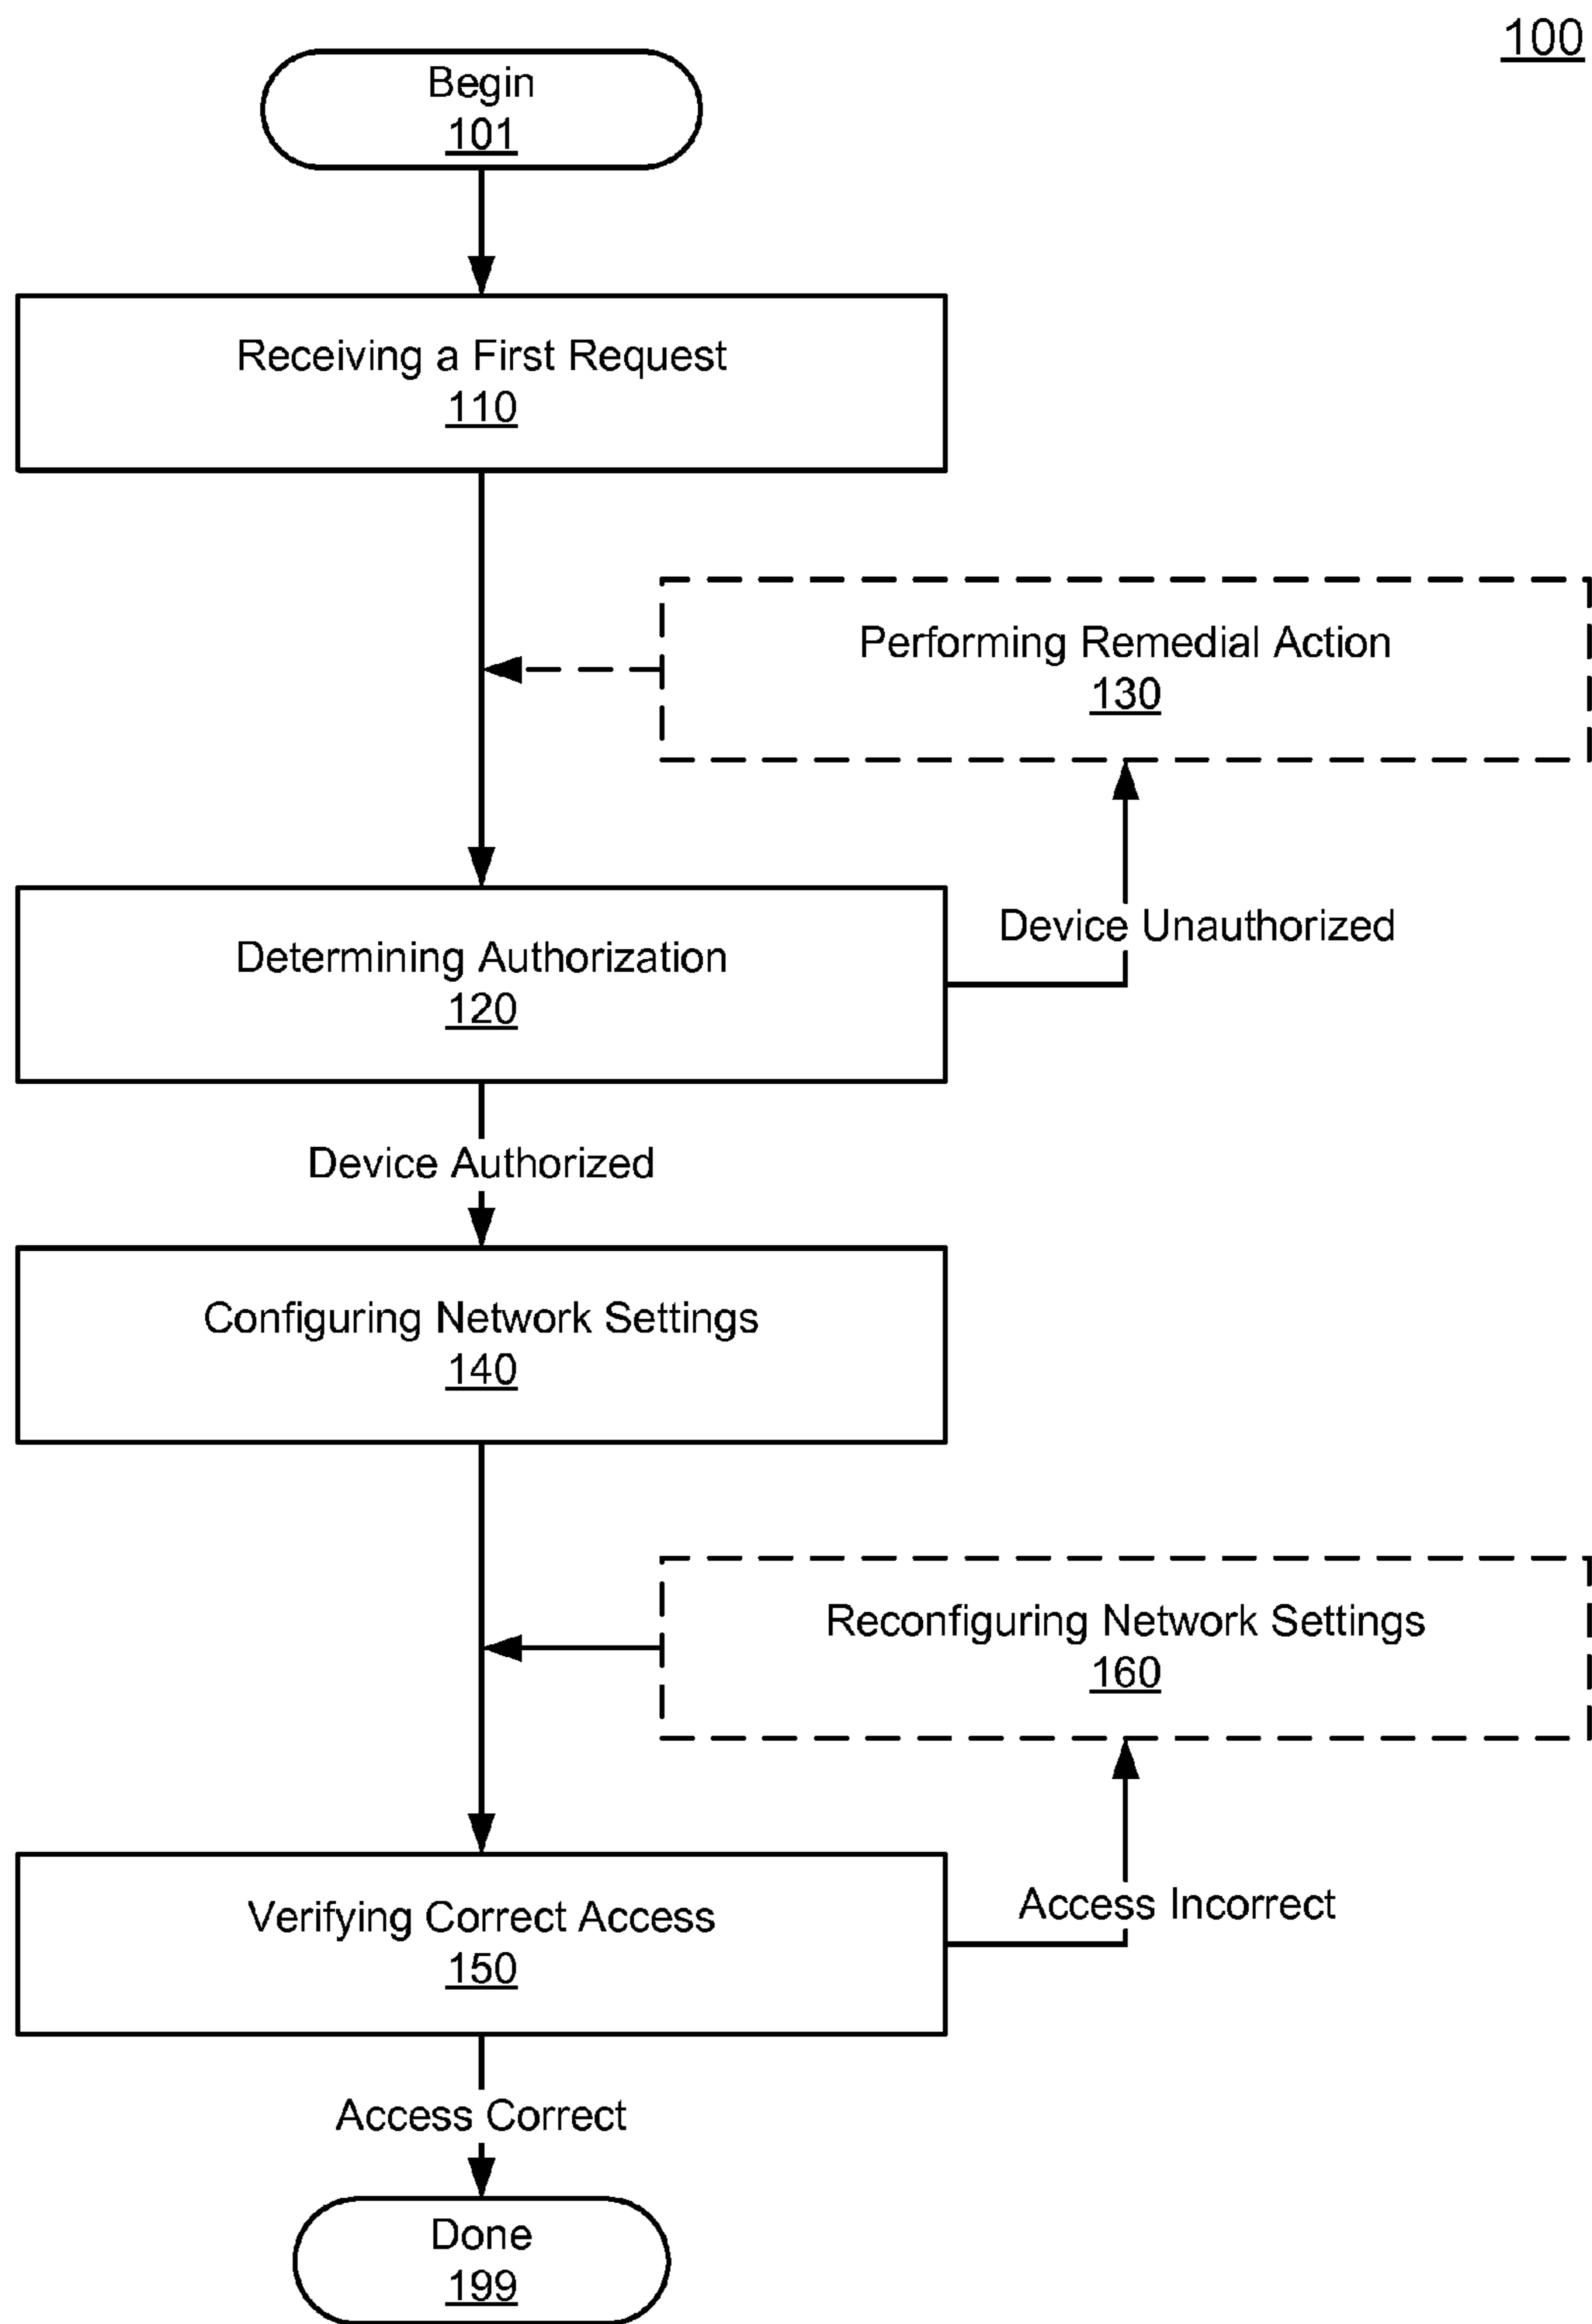 100
Begin
101
Receiving a First Request
110
Performing Remedial Action
130
Device Unauthorized
Determining Authorization
120
Device Authorized
Configuring Network Settings
140
Reconfiguring Network Settings
160
Access Incorrect
Verifying Correct Access
150
Access Correct
Done
199